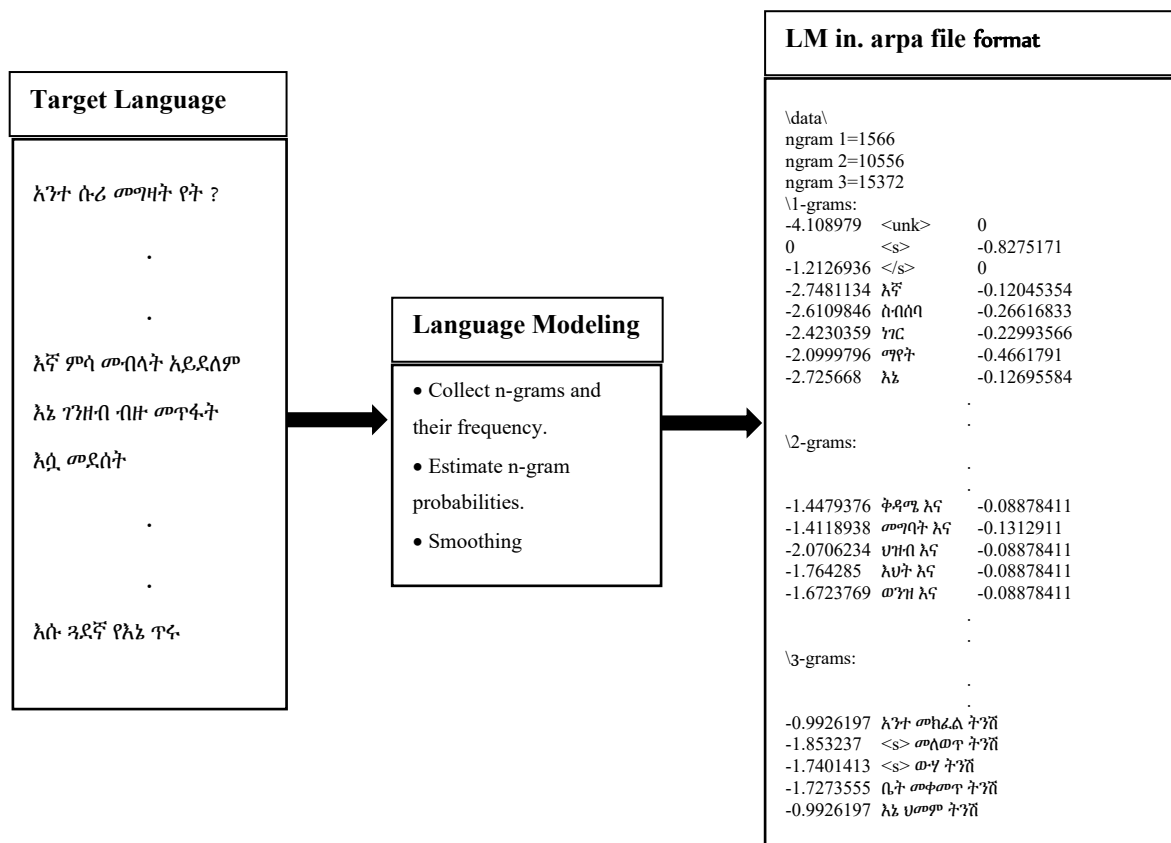 Target Language
አንተ ሱሪ መግዛት የት ?
.
.
እኛ ምሳ መብላት አይደለም
እኔ ገንዘብ ብዙ መጥፋት
እሷ መደሰት
.
.
እሱ ጓደኛ የእኔ ጥሩ
Language Modeling
• Collect n-grams and
their frequency.
• Estimate n-gram
probabilities.
• Smoothing
LM in. arpa file format
\data\
ngram 1=1566
ngram 2=10556
ngram 3=15372
\1-grams:
-4.108979 <unk> 0
0 <s> -0.8275171
-1.2126936 </s> 0
-2.7481134 እኛ -0.12045354
-2.6109846 ስብሰባ -0.26616833
-2.4230359 ነገር -0.22993566
-2.0999796 ማየት -0.4661791
-2.725668 እኔ -0.12695584
.
.
\2-grams:
.
.
-1.4479376 ቅዳሜ እና -0.08878411
-1.4118938 መግባት እና -0.1312911
-2.0706234 ህዝብ እና -0.08878411
-1.764285 እህት እና -0.08878411
-1.6723769 ወንዝ እና -0.08878411
.
.
\3-grams:
.
.
-0.9926197 አንተ መክፈል ትንሽ
-1.853237 <s> መለወጥ ትንሽ
-1.7401413 <s> ውሃ ትንሽ
-1.7273555 ቤት መቀመጥ ትንሽ
-0.9926197 እኔ ህመም ትንሽ